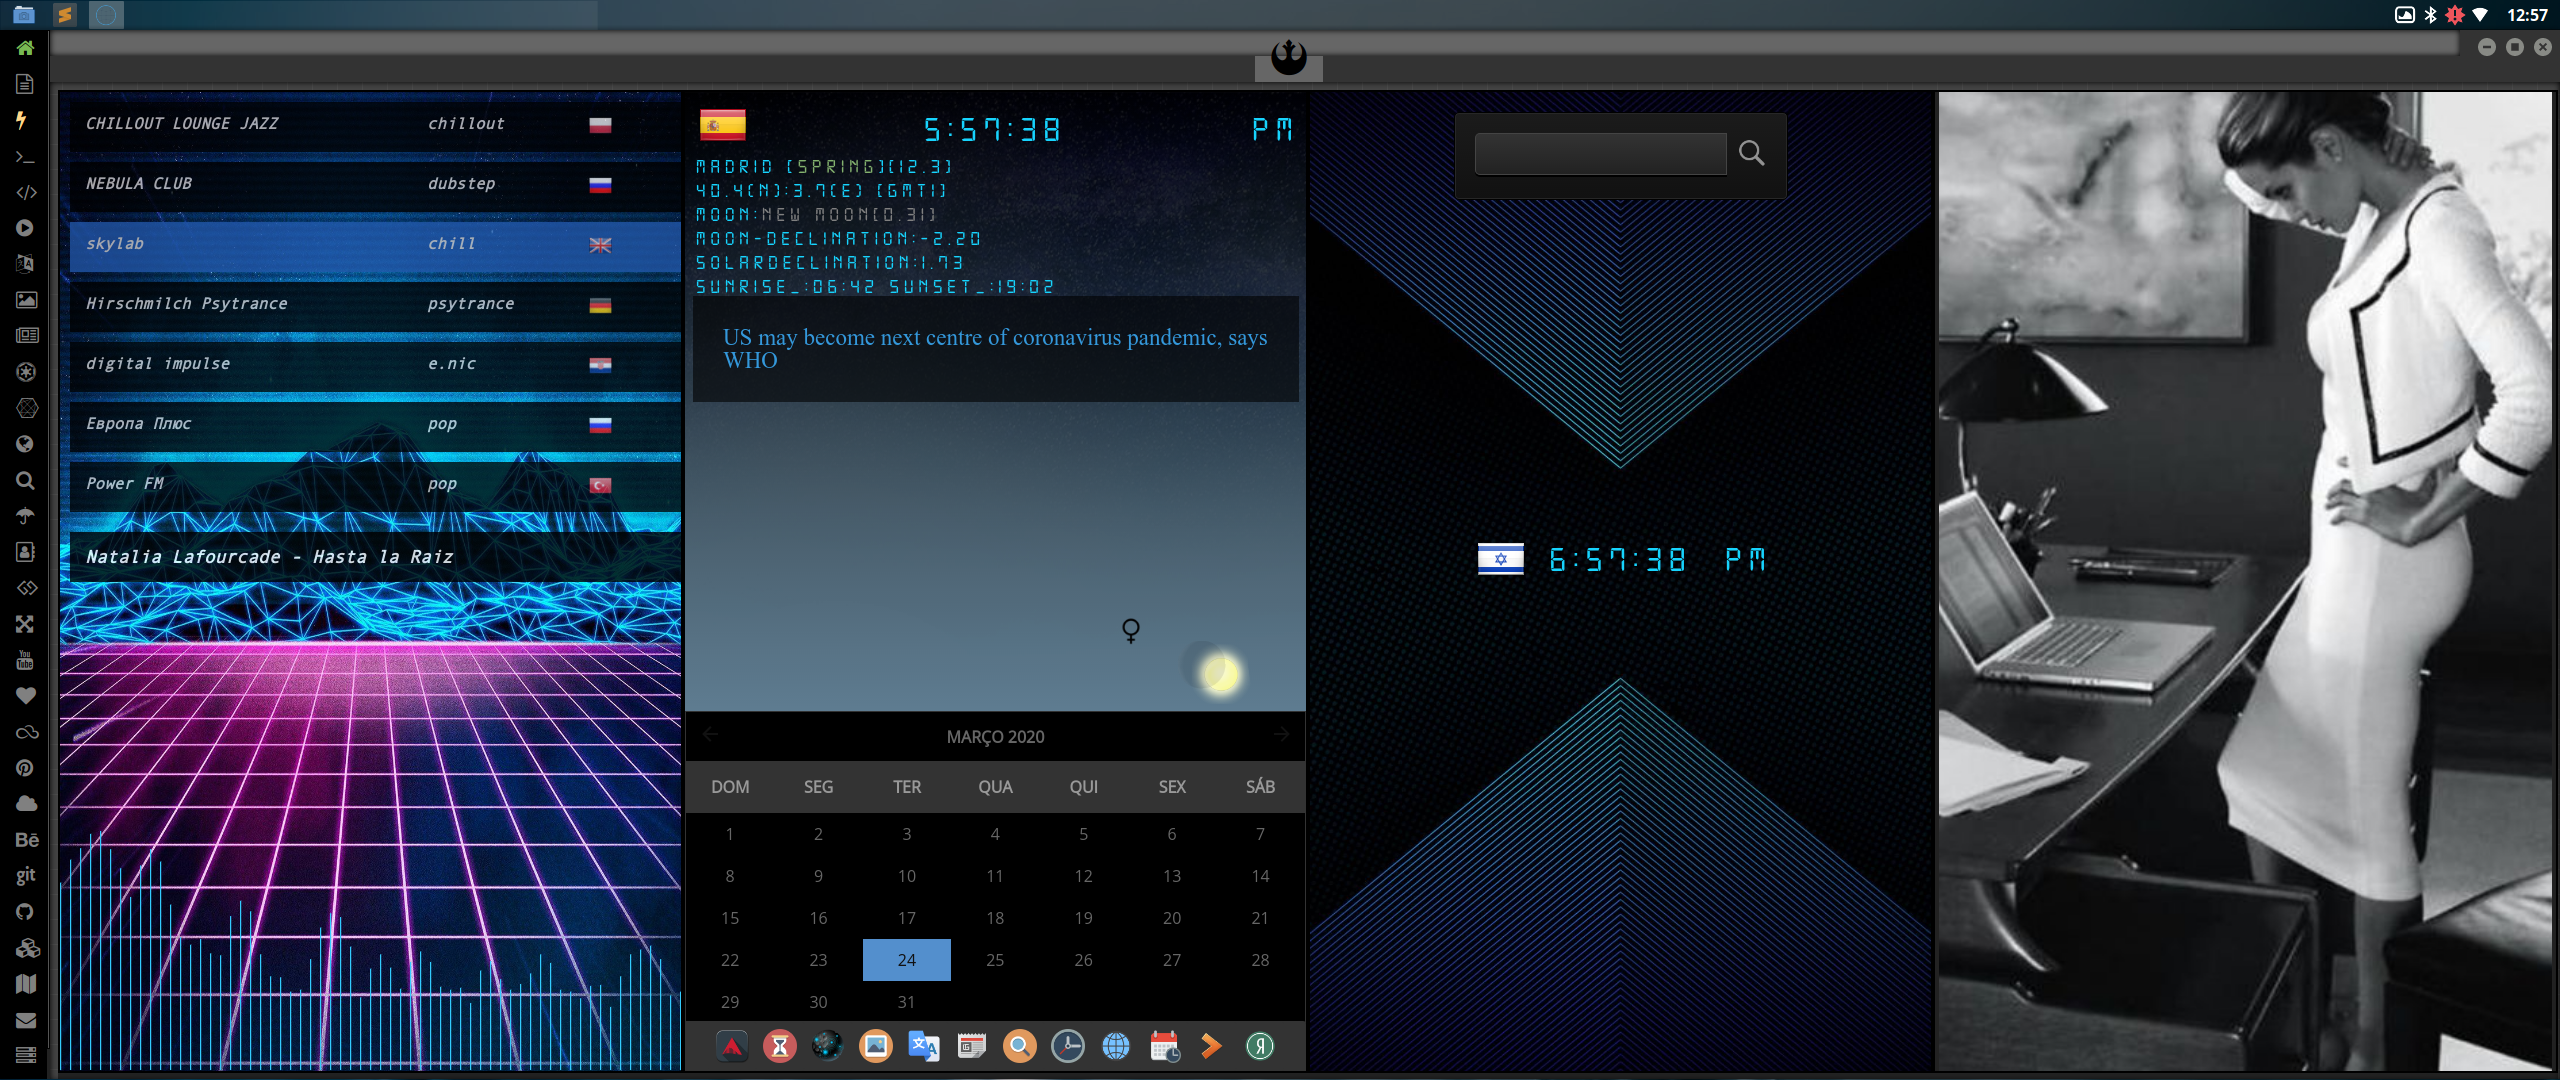 12:57
CHILLOUT LOUNGE JAZZ chillout
NEBULA CLUB dubstep
skylab chill
Hirschmilch Psytrance psytrance
digital impulse e.nic
Европа Плюс pop
Power FM pop
Natalia Lafourcade - Hasta la Raiz
You
Tube
Bē
git
5:57:38 PM
MADRID [SPRING][12.3]
40.4(N):3.7(E) [GMT1]
MOON:NEW MOON[0.31]
MOON-DECLINATION:-2.20
SOLARDECLINATION:1.73
SUNRISE_:06:42 SUNSET_:19:02
US may become next centre of coronavirus pandemic, says
WHO
MARÇO 2020
DOM SEG TER QUA QUI SEX SÁB
1 2 3 4 5 6 7
8 9 10 11 12 13 14
15 16 17 18 19 20 21
22 23 24 25 26 27 28
29 30 31
文 A
Я
6:57:38 PM